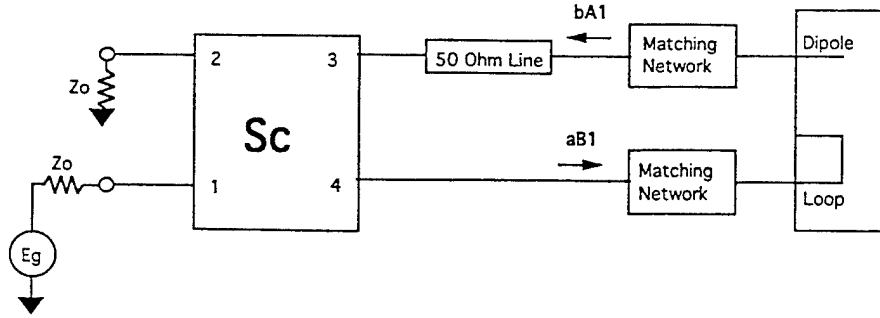 bA1
2
3
50 Ohm Line
Matching
Network
Dipole
Zo
Sc
aB1
Zo
1
4
Matching
Network
Loop
Eg